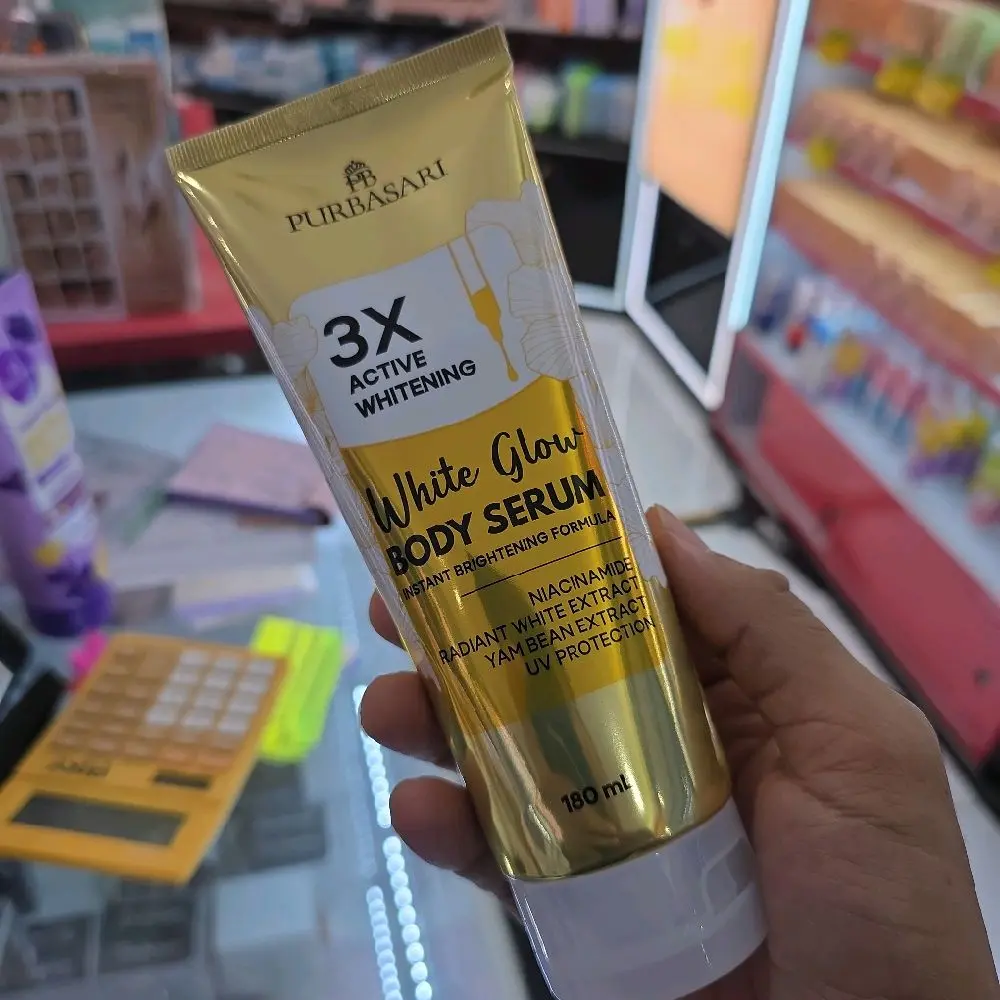 PB
PURBASARI
3X
ACTIVE
WHITENING
White Glow
BODY SERUM
INSTANT BRIGHTENING FORMULA
NIACINAMIDE
RADIANT WHITE EXTRACT
YAM BEAN EXTRACT
UV PROTECTION
180 mL